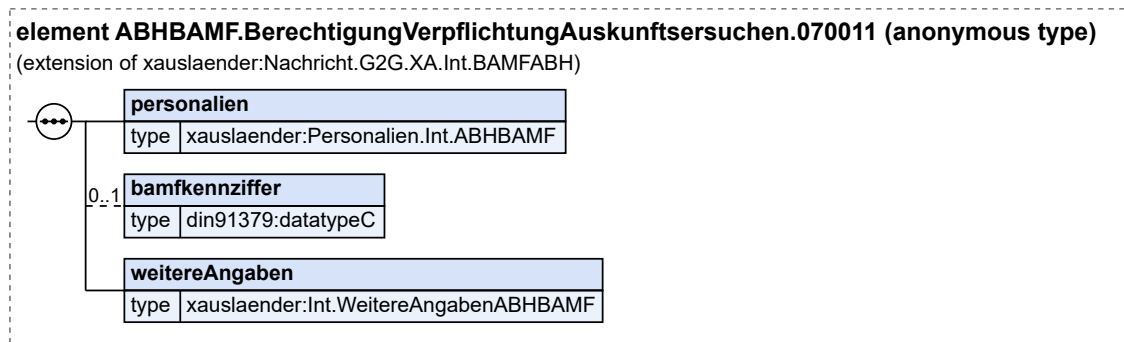 element ABHBAMF.BerechtigungVerpflichtungAuskunftsersuchen.070011 (anonymous type)
(extension of xauslaender:Nachricht.G2G.XA.Int.BAMFABH)
personalien
type xauslaender:Personalien.Int.ABHBAMF
0..1 bamfkennziffer
type din91379:datatypeC
weitereAngaben
type xauslaender:Int.WeitereAngabenABHBAMF